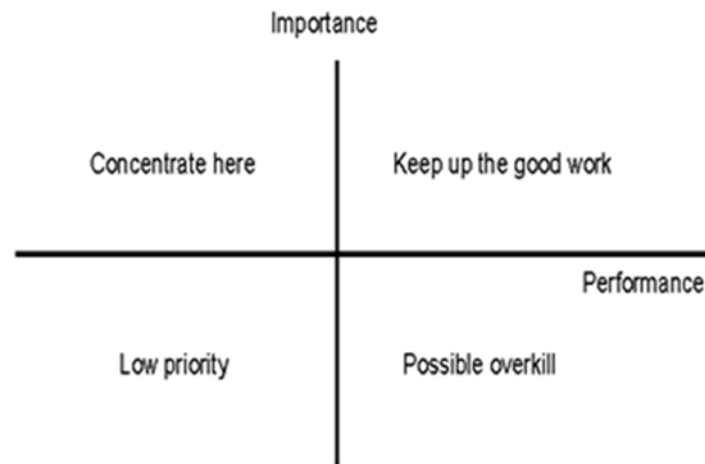 Importance
Concentrate here
Keep up the good work
Performance
Low priority
Possible overkill